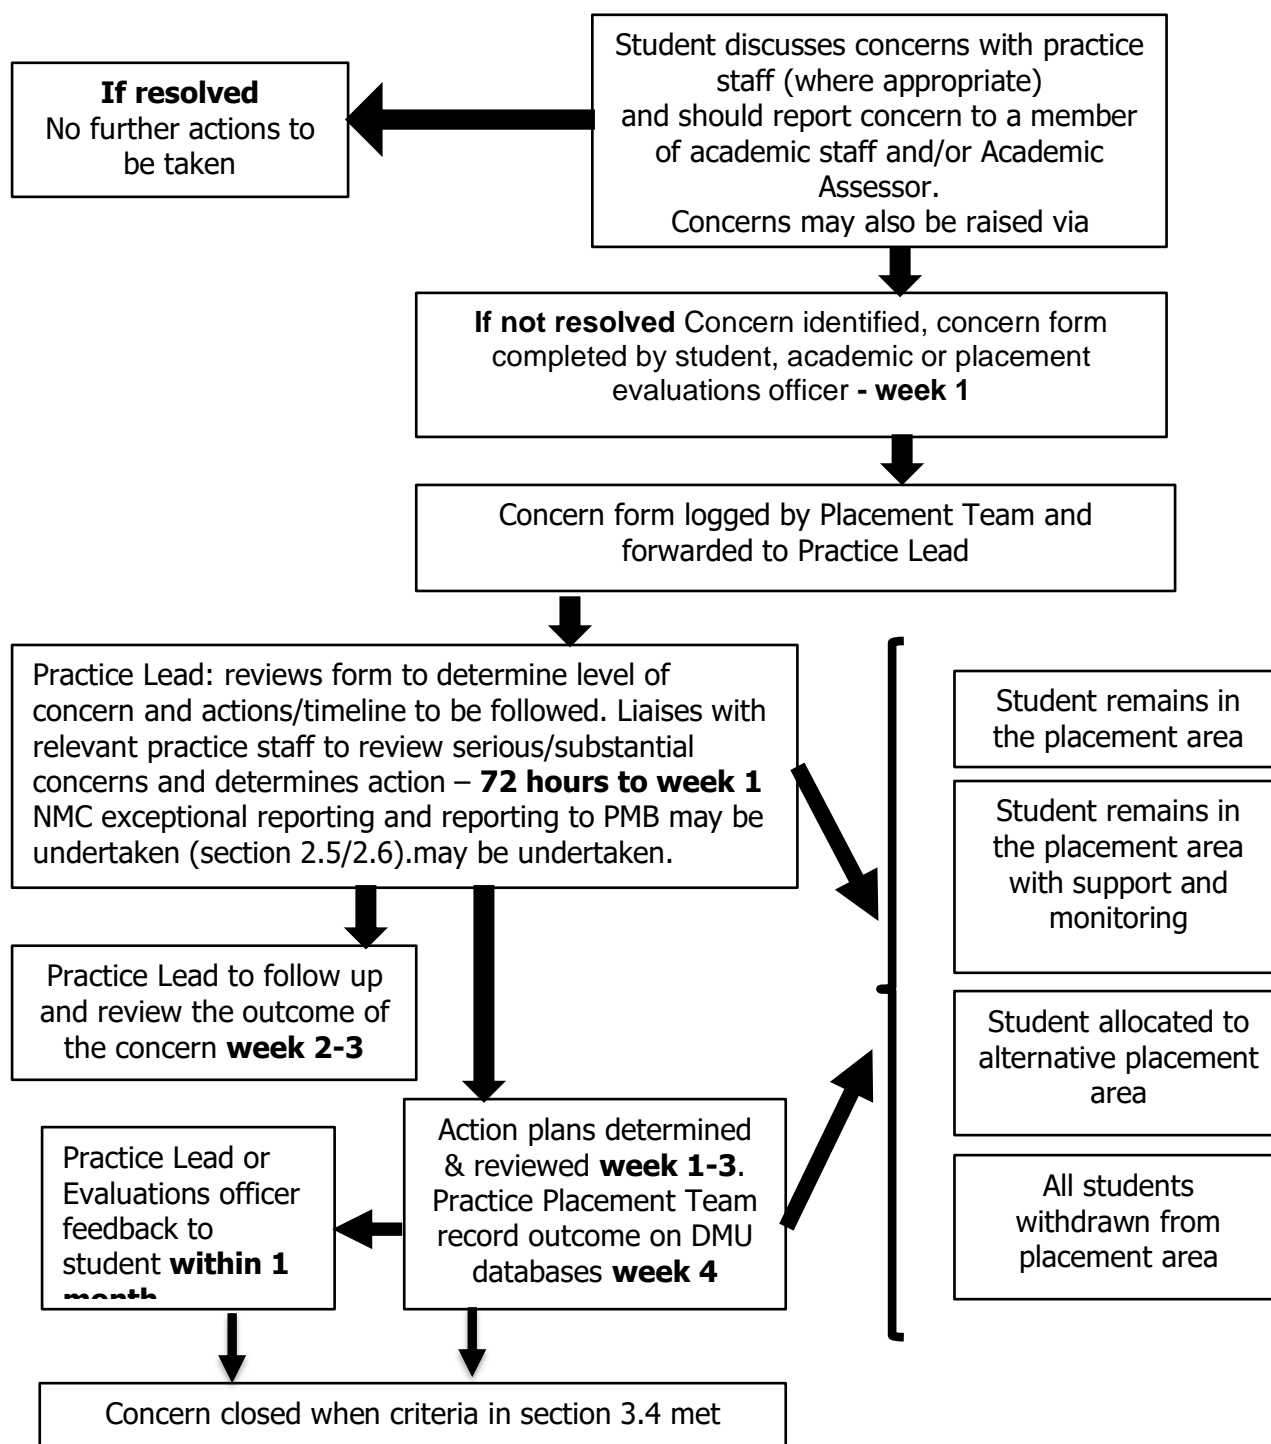 Student discusses concerns with practice
staff (where appropriate)
and should report concern to a member
of academic staff and/or Academic
Assessor.
Concerns may also be raised via
If resolved
No further actions to
be taken
If not resolved Concern identified, concern form
completed by student, academic or placement
evaluations officer - week 1
Concern form logged by Placement Team and
forwarded to Practice Lead
Practice Lead: reviews form to determine level of
concern and actions/timeline to be followed. Liaises with
relevant practice staff to review serious/substantial
concerns and determines action – 72 hours to week 1
NMC exceptional reporting and reporting to PMB may be
undertaken (section 2.5/2.6).may be undertaken.
Student remains in
the placement area
Student remains in
the placement area
with support and
monitoring
Student allocated to
alternative placement
area
All students
withdrawn from
placement area
Practice Lead to follow up
and review the outcome of
the concern week 2-3
Action plans determined
& reviewed week 1-3.
Practice Placement Team
record outcome on DMU
databases week 4
Practice Lead or
Evaluations officer
feedback to
student within 1
month
Concern closed when criteria in section 3.4 met